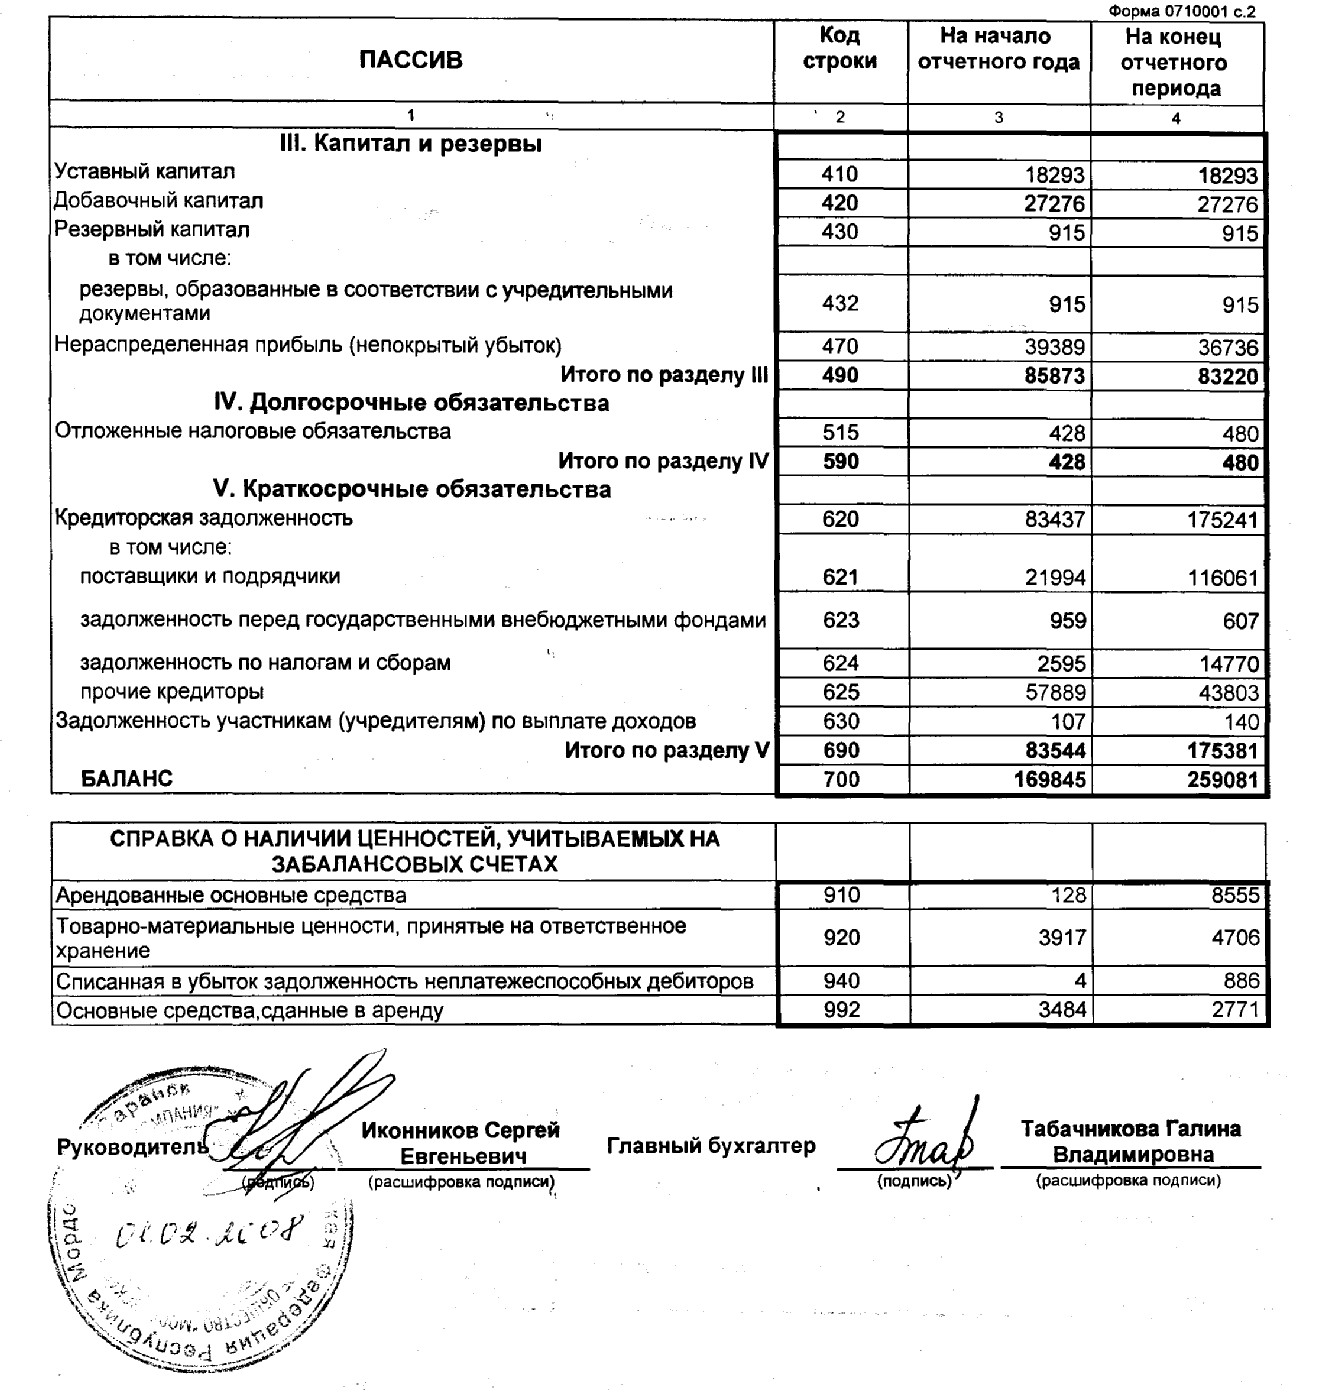 Форма 0710001 с.2
ПАССИВ Код строки На начало отчетного года На конец отчетного периода
1 2 3 4
III. Капитал и резервы
Уставный капитал 410 18293 18293
Добавочный капитал 420 27276 27276
Резервный капитал 430 915 915
в том числе:
резервы, образованные в соответствии с учредительными
документами 432 915 915
Нераспределенная прибыль (непокрытый убыток) 470 39389 36736
Итого по разделу III 490 85873 83220
IV. Долгосрочные обязательства
Отложенные налоговые обязательства 515 428 480
Итого по разделу IV 590 428 480
V. Краткосрочные обязательства
Кредиторская задолженность 620 83437 175241
в том числе:
поставщики и подрядчики 621 21994 116061
задолженность перед государственными внебюджетными фондами 623 959 607
задолженность по налогам и сборам 624 2595 14770
прочие кредиторы 625 57889 43803
Задолженность участникам (учредителям) по выплате доходов 630 107 140
Итого по разделу V 690 83544 175381
БАЛАНС 700 169845 259081
СПРАВКА О НАЛИЧИИ ЦЕННОСТЕЙ, УЧИТЫВАЕМЫХ НА
ЗАБАЛАНСОВЫХ СЧЕТАХ
Арендованные основные средства 910 128 8555
Товарно-материальные ценности, принятые на ответственное
хранение 920 3917 4706
Списанная в убыток задолженность неплатежеспособных дебиторов 940 4 886
Основные средства,сданные в аренду 992 3484 2771
Руководитель Иконников Сергей Евгеньевич Главный бухгалтер Табачникова Галина Владимировна
(подпись) (расшифровка подписи) (подпись) (расшифровка подписи)
Федерация Республика